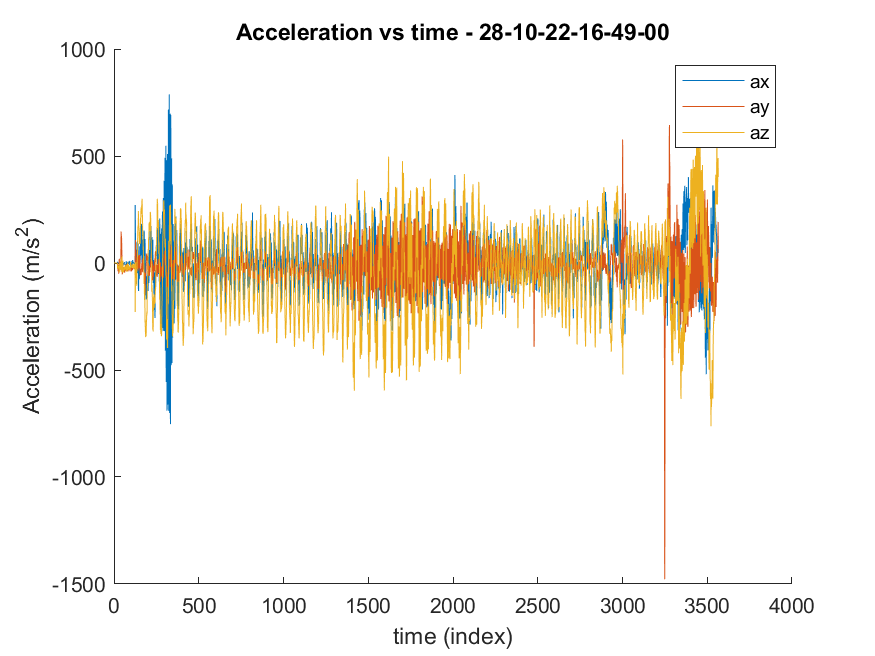 Acceleration vs time - 28-10-22-16-49-00
1000
500
0
-500
-1000
-1500
Acceleration (m/s²)
ax
ay
az
0 500 1000 1500 2000 2500 3000 3500 4000
time (index)